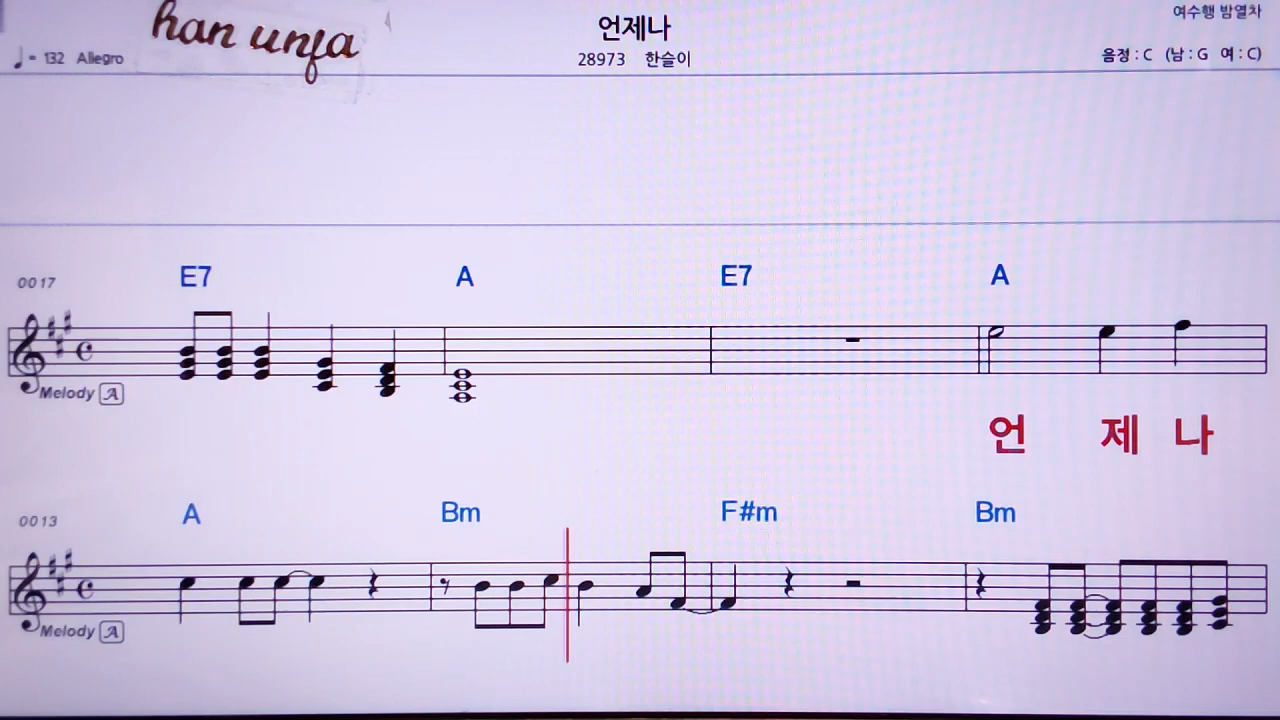 han unja
언제나
여수행 밤열차
♩= 132 Allegro
28973 한슬이
음정 : C (남 : G 여 : C)
0017 E7 A E7 A
Melody A
언 제 나
0013 A Bm F#m Bm
Melody A